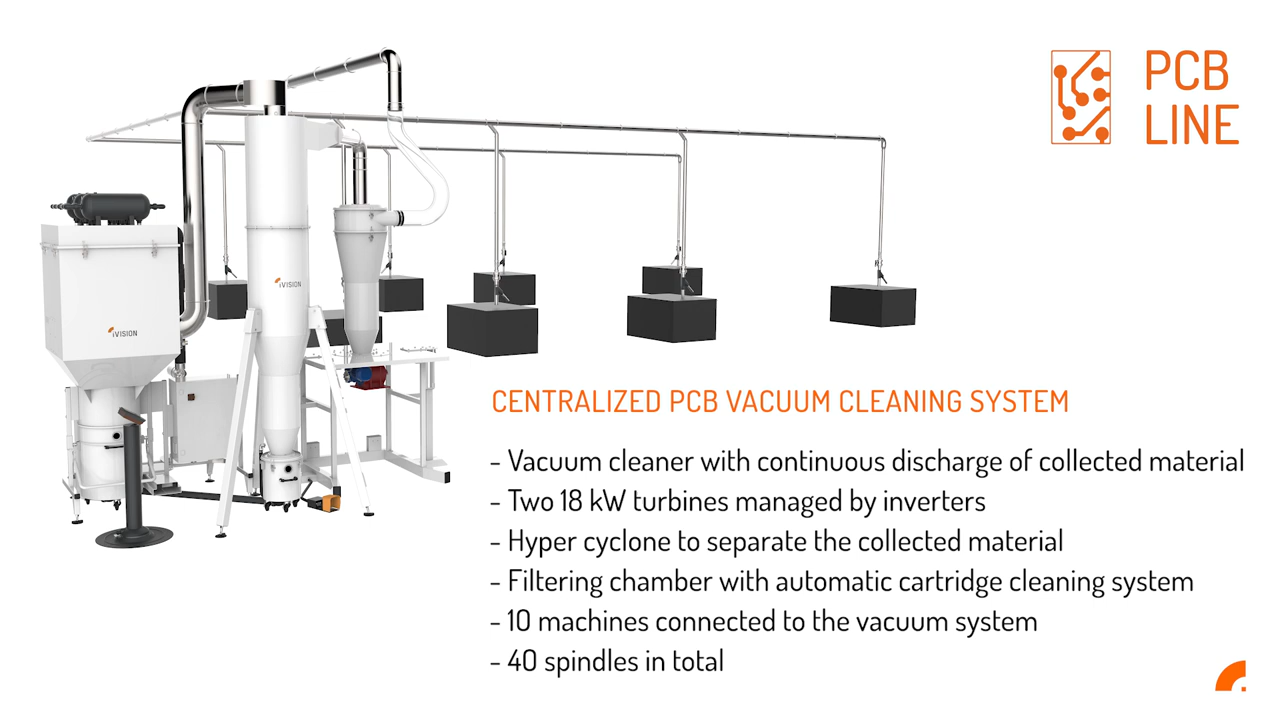 PCB
LINE
iVISION
iVISION
CENTRALIZED PCB VACUUM CLEANING SYSTEM
- Vacuum cleaner with continuous discharge of collected material
- Two 18 kW turbines managed by inverters
- Hyper cyclone to separate the collected material
- Filtering chamber with automatic cartridge cleaning system
- 10 machines connected to the vacuum system
- 40 spindles in total